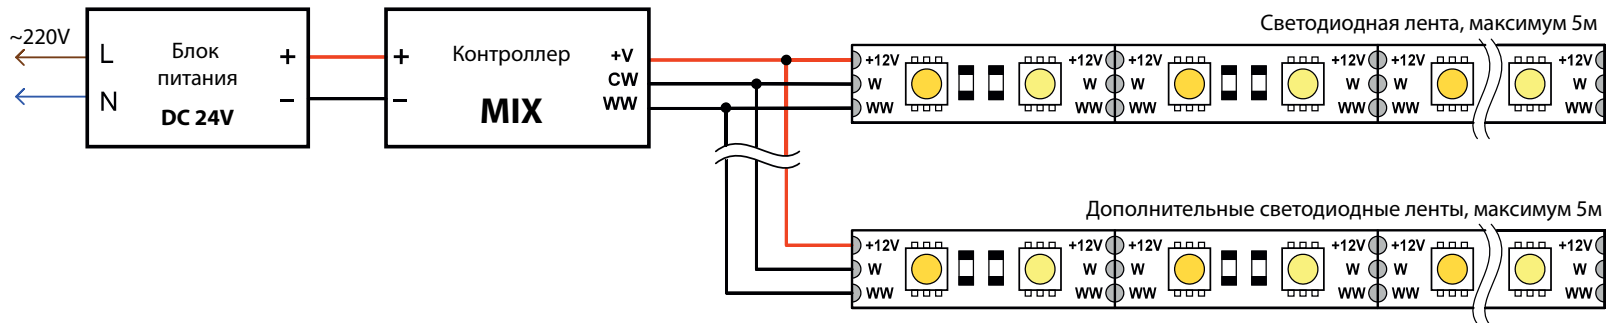 Светодиодная лента, максимум 5м
~220V
L
N
Блок
питания
DC 24V
+
−
+
−
Контроллер
MIX
+V
CW
WW
+12V +12V +12V +12V +12V +12V
W W W W W W
WW WW WW WW WW WW
Дополнительные светодиодные ленты, максимум 5м
+12V +12V +12V +12V +12V +12V
W W W W W W
WW WW WW WW WW WW